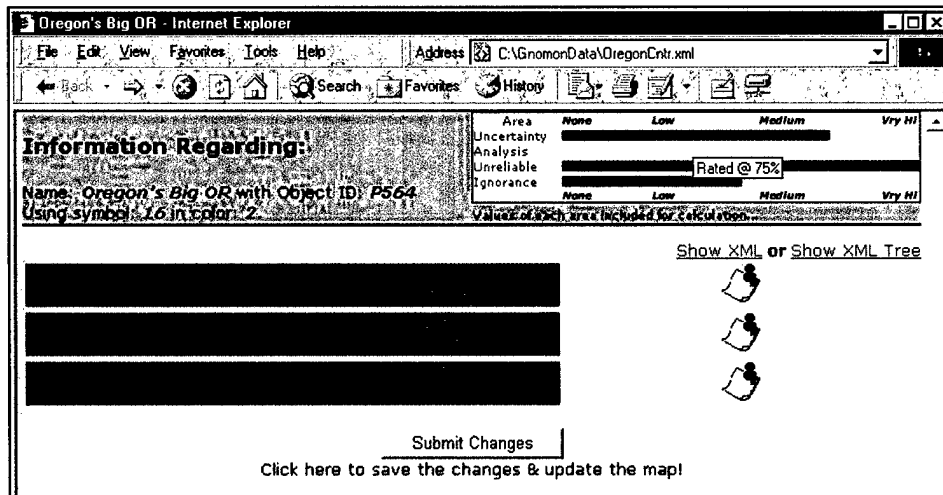 Oregon's Big OR - Internet Explorer
File Edit View Favorites Tools Help Address C:\GnomonData\OregonCntr.xml
Back Search Favorites History
Information Regarding:
Name: Oregon's Big OR with Object ID: P564
Using symbol: 16 in color: 2
Area None Low Medium Vry Hi
Uncertainty
Analysis
Unreliable
Rated @ 75%
Ignorance
None Low Medium Vry Hi
Values of each area included for calculation...
Show XML or Show XML Tree
Submit Changes
Click here to save the changes & update the map!